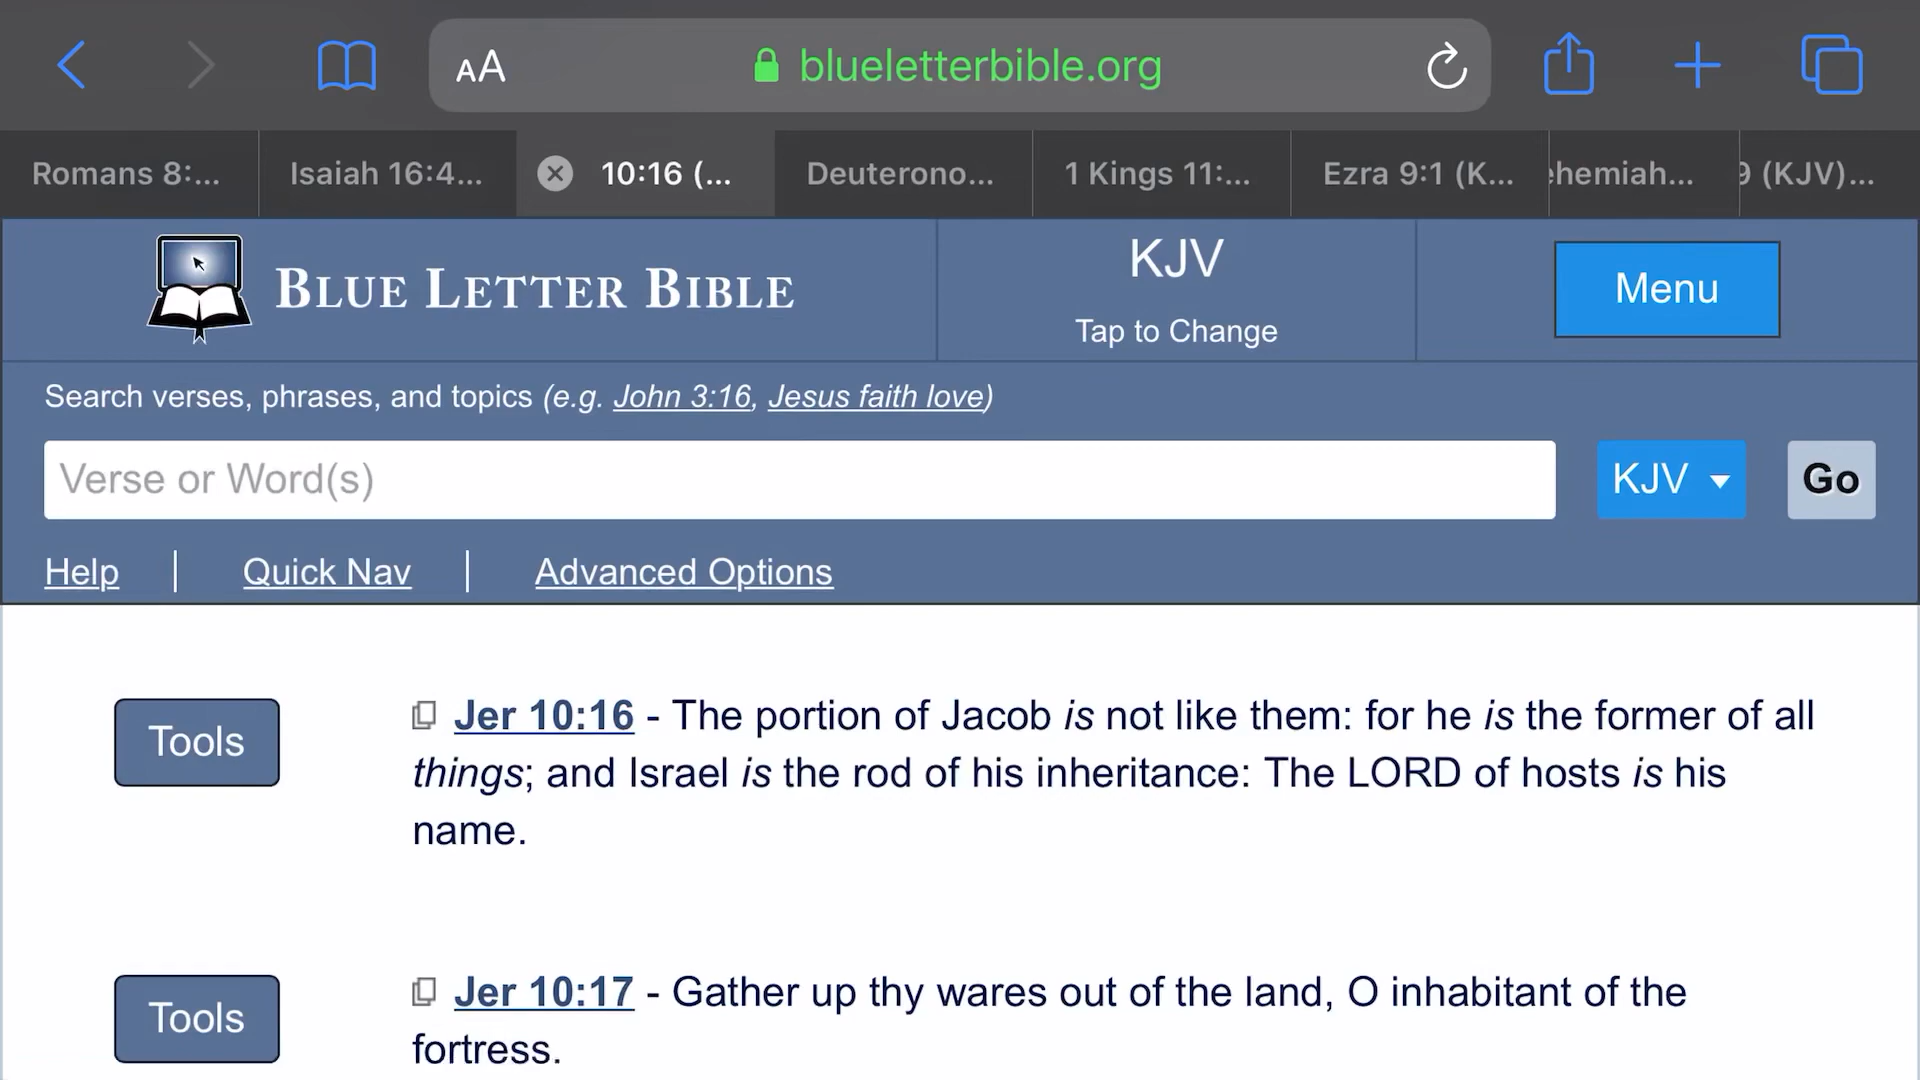 AA blueletterbible.org
Romans 8:... Isaiah 16:4... 10:16 (... Deuterono... 1 Kings 11:... Ezra 9:1 (K... ehemiah... 9 (KJV)...
BLUE LETTER BIBLE KJV Menu
Tap to Change
Search verses, phrases, and topics (e.g. John 3:16, Jesus faith love)
Verse or Word(s) KJV Go
Help | Quick Nav | Advanced Options
Tools Jer 10:16 - The portion of Jacob is not like them: for he is the former of all
things; and Israel is the rod of his inheritance: The LORD of hosts is his
name.
Tools Jer 10:17 - Gather up thy wares out of the land, O inhabitant of the
fortress.